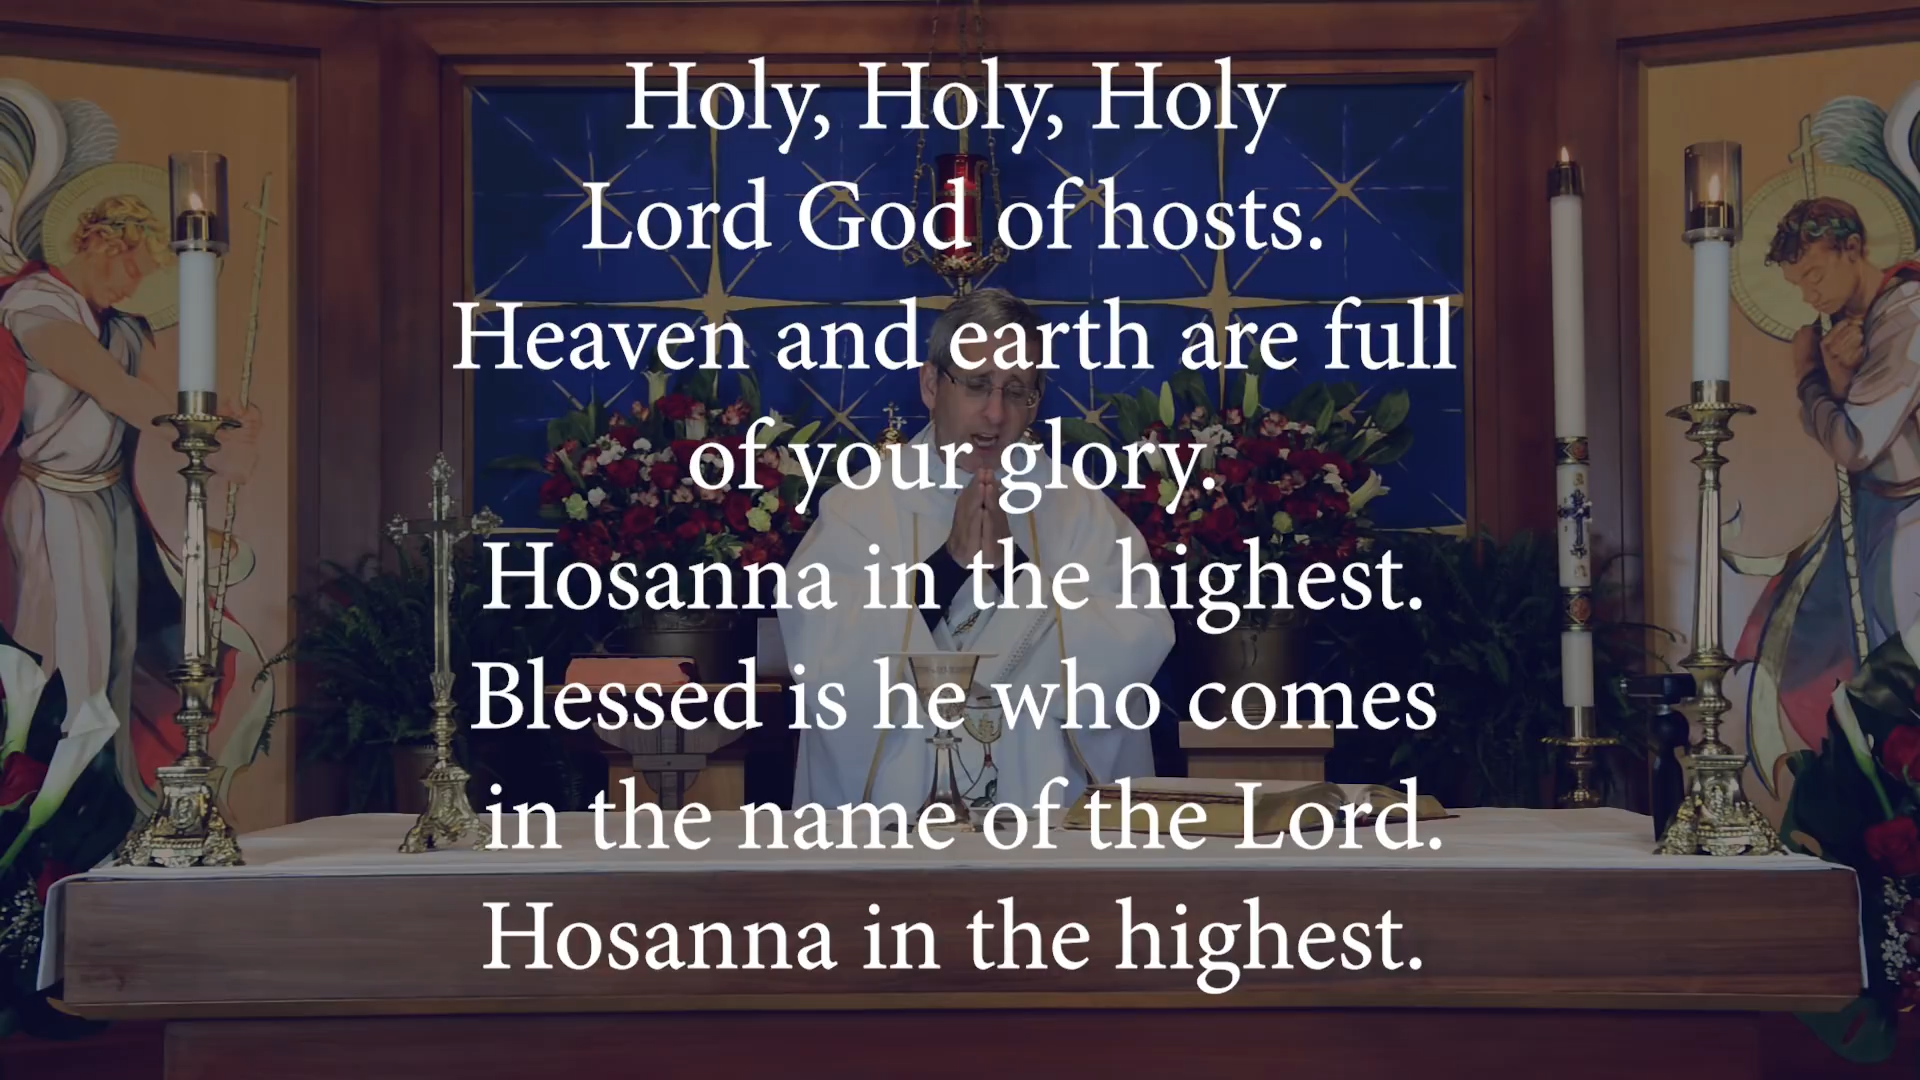 Holy, Holy, Holy
Lord God of hosts.
Heaven and earth are full
of your glory.
Hosanna in the highest.
Blessed is he who comes
in the name of the Lord.
Hosanna in the highest.